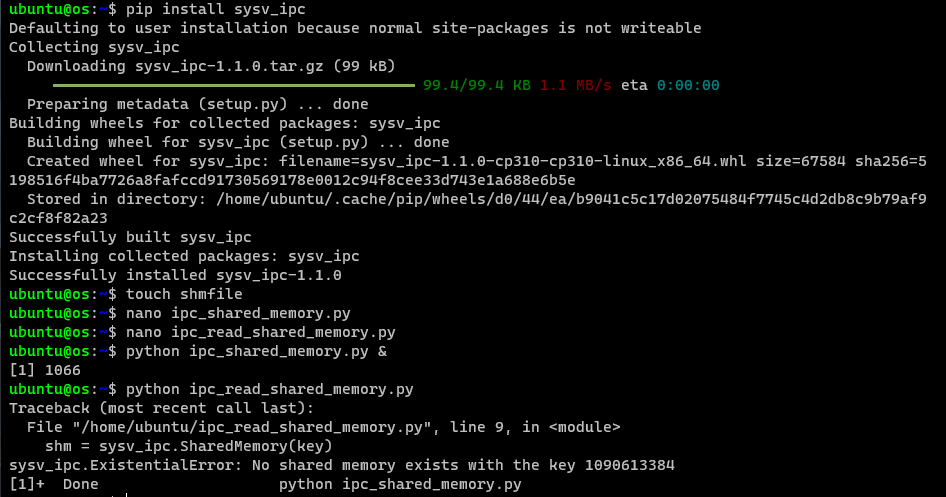 ubuntu@os:~$ pip install sysv_ipc
Defaulting to user installation because normal site-packages is not writeable
Collecting sysv_ipc
  Downloading sysv_ipc-1.1.0.tar.gz (99 kB)
     ━━━━━━━━━━━━━━━━━━━━━━━━━━━━━━━━━━━━━━━━ 99.4/99.4 KB 1.1 MB/s eta 0:00:00
  Preparing metadata (setup.py) ... done
Building wheels for collected packages: sysv_ipc
  Building wheel for sysv_ipc (setup.py) ... done
  Created wheel for sysv_ipc: filename=sysv_ipc-1.1.0-cp310-cp310-linux_x86_64.whl size=67584 sha256=5
198516f4ba7726a8fafccd91730569178e0012c94f8cee33d743e1a688e6b5e
  Stored in directory: /home/ubuntu/.cache/pip/wheels/d0/44/ea/b9041c5c17d02075484f7745c4d2db8c9b79af9
c2cf8f82a23
Successfully built sysv_ipc
Installing collected packages: sysv_ipc
Successfully installed sysv_ipc-1.1.0
ubuntu@os:~$ touch shmfile
ubuntu@os:~$ nano ipc_shared_memory.py
ubuntu@os:~$ nano ipc_read_shared_memory.py
ubuntu@os:~$ python ipc_shared_memory.py &
[1] 1066
ubuntu@os:~$ python ipc_read_shared_memory.py
Traceback (most recent call last):
  File "/home/ubuntu/ipc_read_shared_memory.py", line 9, in <module>
    shm = sysv_ipc.SharedMemory(key)
sysv_ipc.ExistentialError: No shared memory exists with the key 1090613384
[1]+  Done                    python ipc_shared_memory.py